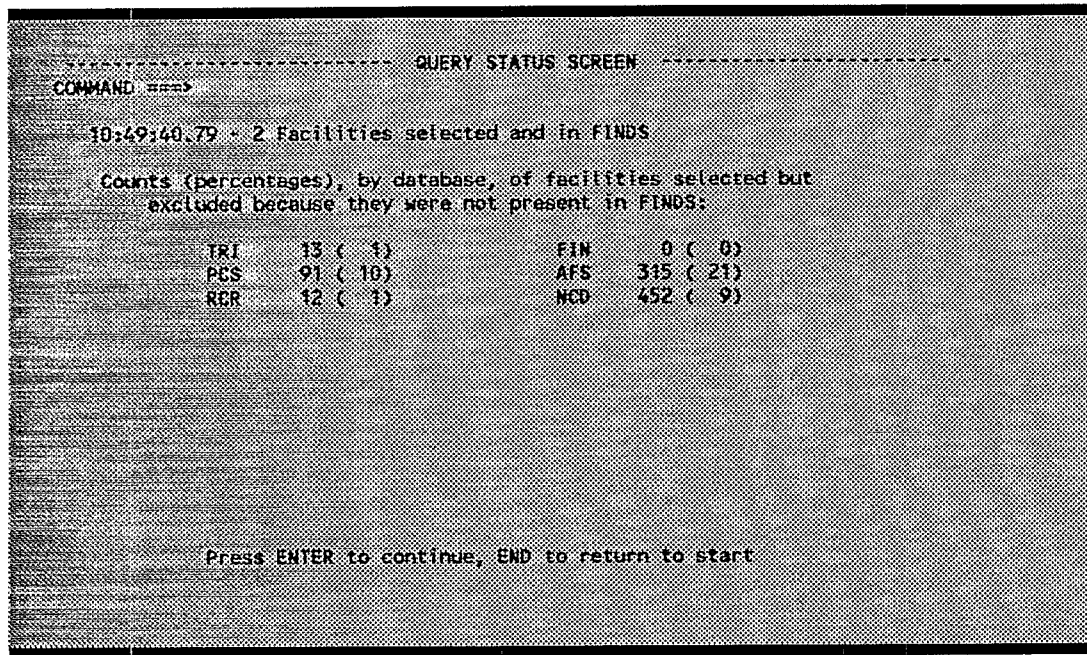 ---------------------------- QUERY STATUS SCREEN -------------------------
COMMAND ===>
10:49:40.79 - 2 Facilities selected and in FINDS
Counts (percentages), by database, of facilities selected but
excluded because they were not present in FINDS:
TRI 13 ( 1) FIN 0 ( 0)
PCS 91 ( 10) AFS 315 ( 21)
RCR 12 ( 1) NCD 452 ( 9)
Press ENTER to continue, END to return to start